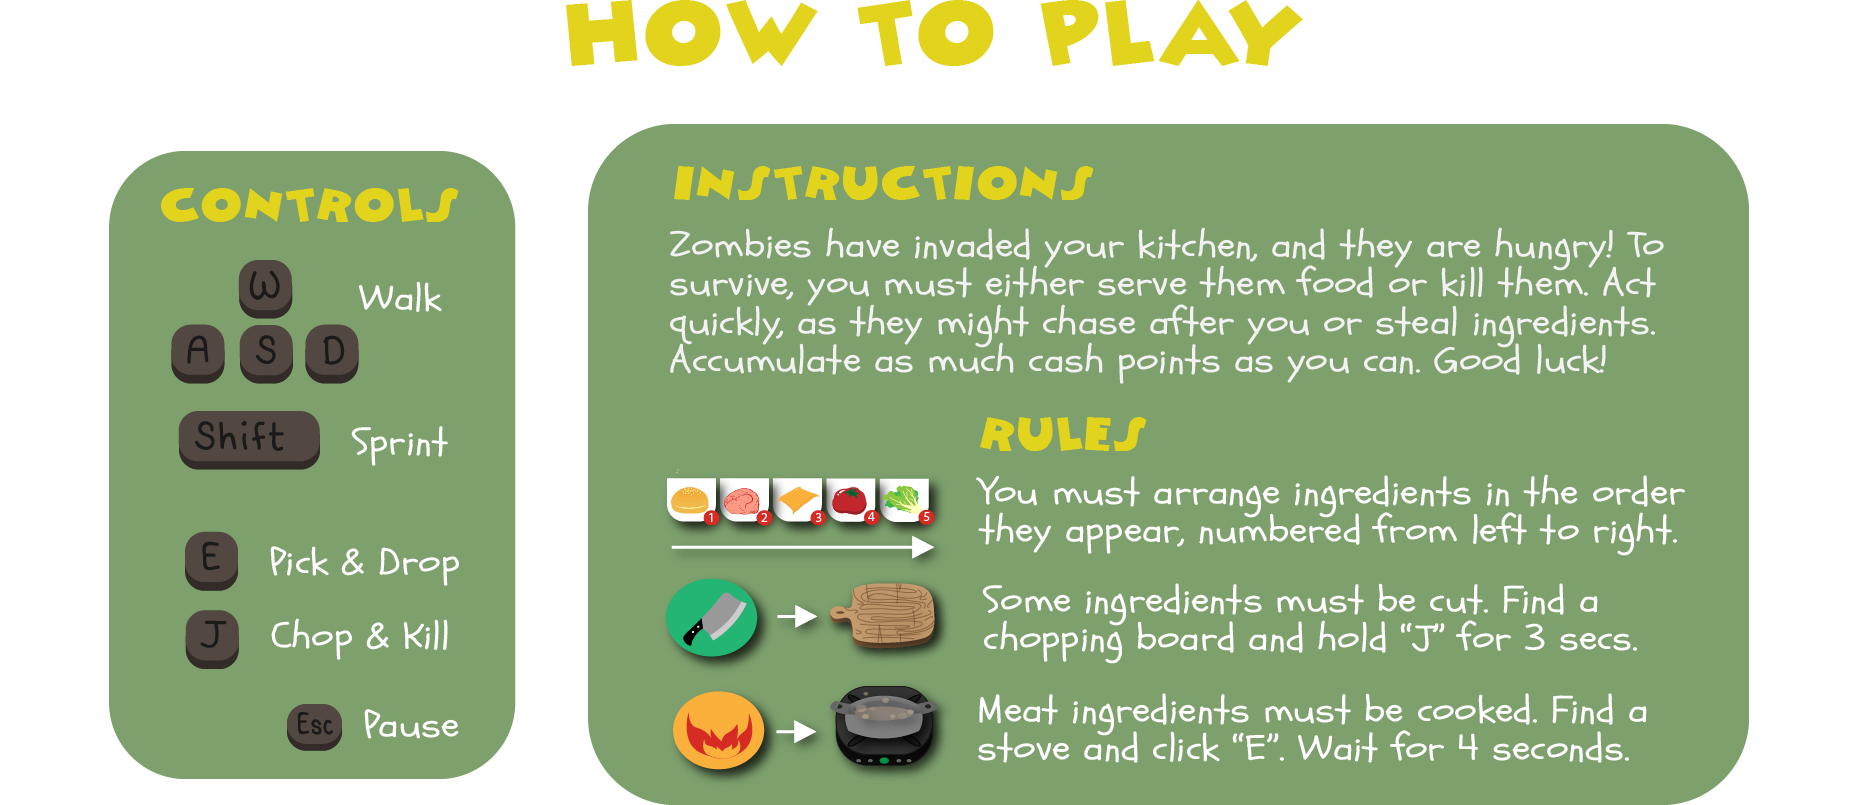 HOW TO PLAY
CONTROLS
W
Walk
A S D
Shift
Sprint
E
Pick & Drop
J
Chop & Kill
Esc
Pause
INSTRUCTIONS
Zombies have invaded your kitchen, and they are hungry! To
survive, you must either serve them food or kill them. Act
quickly, as they might chase after you or steal ingredients.
Accumulate as much cash points as you can. Good luck!
RULES
1 2 3 4 5
You must arrange ingredients in the order
they appear, numbered from left to right.
Some ingredients must be cut. Find a
chopping board and hold “J” for 3 secs.
Meat ingredients must be cooked. Find a
stove and click “E”. Wait for 4 seconds.